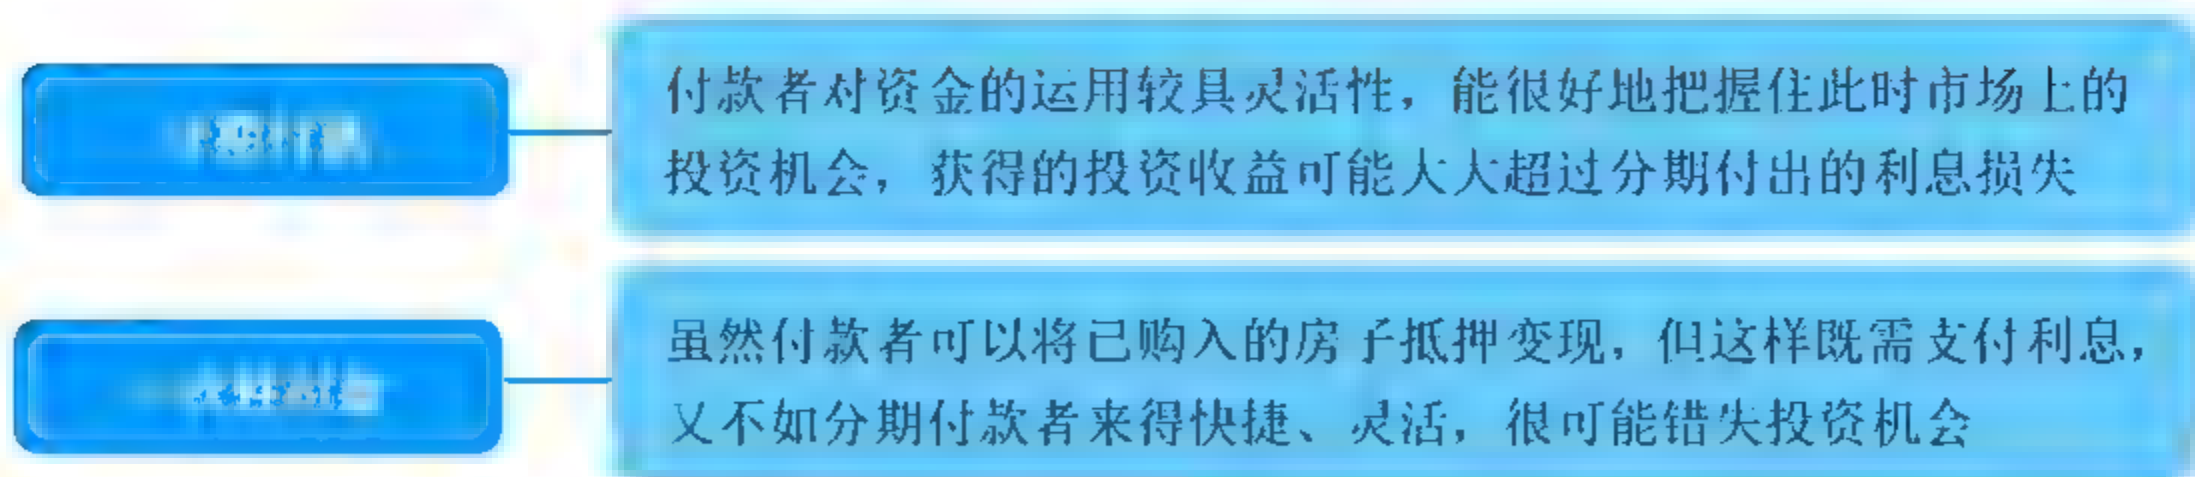 付款者对资金的运用较具灵活性，能很好地把握住此时市场上的
投资机会，获得的投资收益可能大大超过分期付出的利息损失
虽然付款者可以将已购入的房子抵押变现，但这样既需支付利息，
又不如分期付款者来得快捷、灵活，很可能错失投资机会